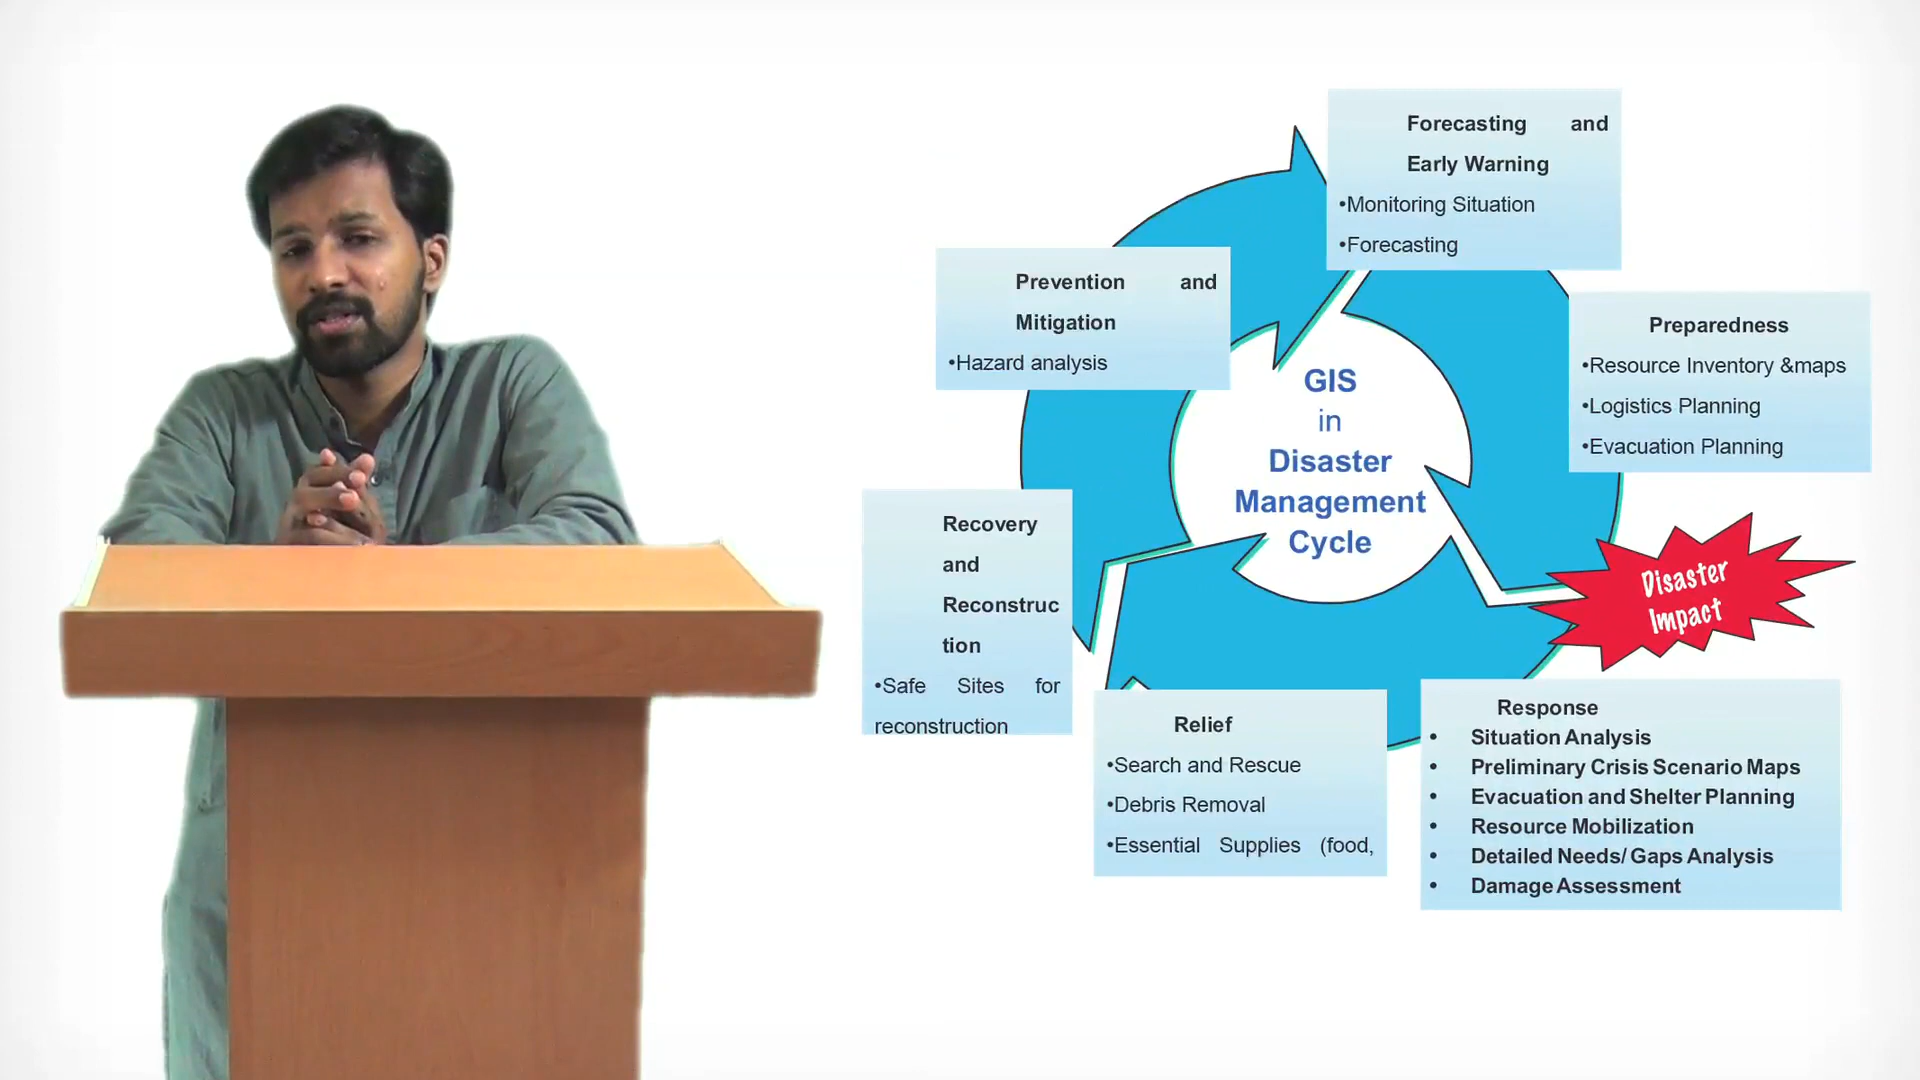 Forecasting and
Early Warning
•Monitoring Situation
•Forecasting
Prevention and
Mitigation
•Hazard analysis
Preparedness
•Resource Inventory &maps
•Logistics Planning
•Evacuation Planning
GIS
in
Disaster
Management
Cycle
Recovery
and
Reconstruc
tion
•Safe Sites for
reconstruction
Disaster
Impact
Relief
•Search and Rescue
•Debris Removal
•Essential Supplies (food,
Response
• Situation Analysis
• Preliminary Crisis Scenario Maps
• Evacuation and Shelter Planning
• Resource Mobilization
• Detailed Needs/ Gaps Analysis
• Damage Assessment